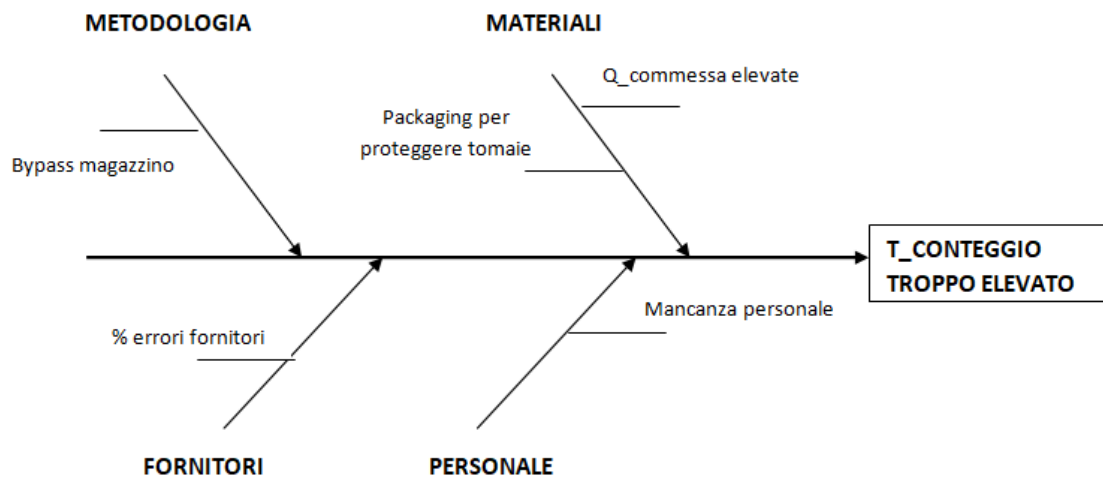 METODOLOGIA
MATERIALI
Q_commessa elevate
Packaging per
proteggere tomaie
Bypass magazzino
T_CONTEGGIO
TROPPO ELEVATO
% errori fornitori
Mancanza personale
FORNITORI
PERSONALE